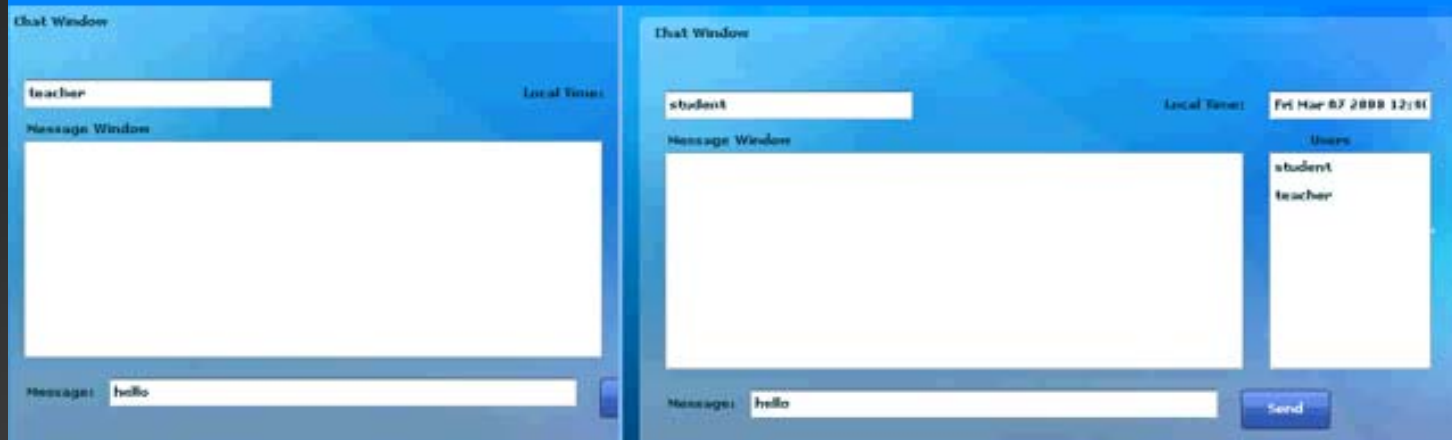 Chat Window
teacher
Local Time:
Message Window
Message:
hello
Chat Window
student
Local Time:
Fri Mar 07 2008 12:
Message Window
Users
student
teacher
Message:
hello
Send